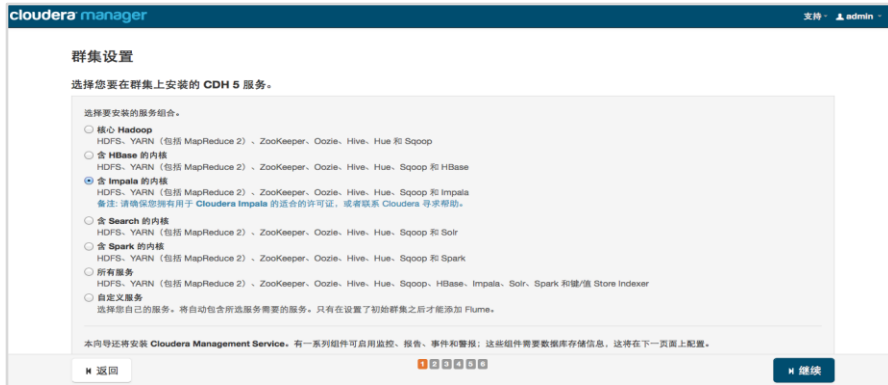 cloudera manager
支持 admin
群集设置
选择您要在群集上安装的 CDH 5 服务。
选择要安装的服务组合。
核心 Hadoop
HDFS、YARN（包括 MapReduce 2）、ZooKeeper、Oozie、Hive、Hue 和 Sqoop
含 HBase 的内核
HDFS、YARN（包括 MapReduce 2）、ZooKeeper、Oozie、Hive、Hue、Sqoop 和 HBase
含 Impala 的内核
HDFS、YARN（包括 MapReduce 2）、ZooKeeper、Oozie、Hive、Hue、Sqoop 和 Impala
备注: 请确保您拥有用于 Cloudera Impala 的适合的许可证，或者联系 Cloudera 寻求帮助。
含 Search 的内核
HDFS、YARN（包括 MapReduce 2）、ZooKeeper、Oozie、Hive、Hue、Sqoop 和 Solr
含 Spark 的内核
HDFS、YARN（包括 MapReduce 2）、ZooKeeper、Oozie、Hive、Hue、Sqoop 和 Spark
所有服务
HDFS、YARN（包括 MapReduce 2）、ZooKeeper、Oozie、Hive、Hue、Sqoop、HBase、Impala、Solr、Spark 和键/值 Store Indexer
自定义服务
选择您自己的服务。将自动包含所选服务需要的服务。只有在设置了初始群集之后才能添加 Flume。
本向导还将安装 Cloudera Management Service。有一系列组件可启用监控、报告、事件和警报；这些组件需要数据库存储信息，这将在下一页面上配置。
返回 1 2 3 4 5 6 继续